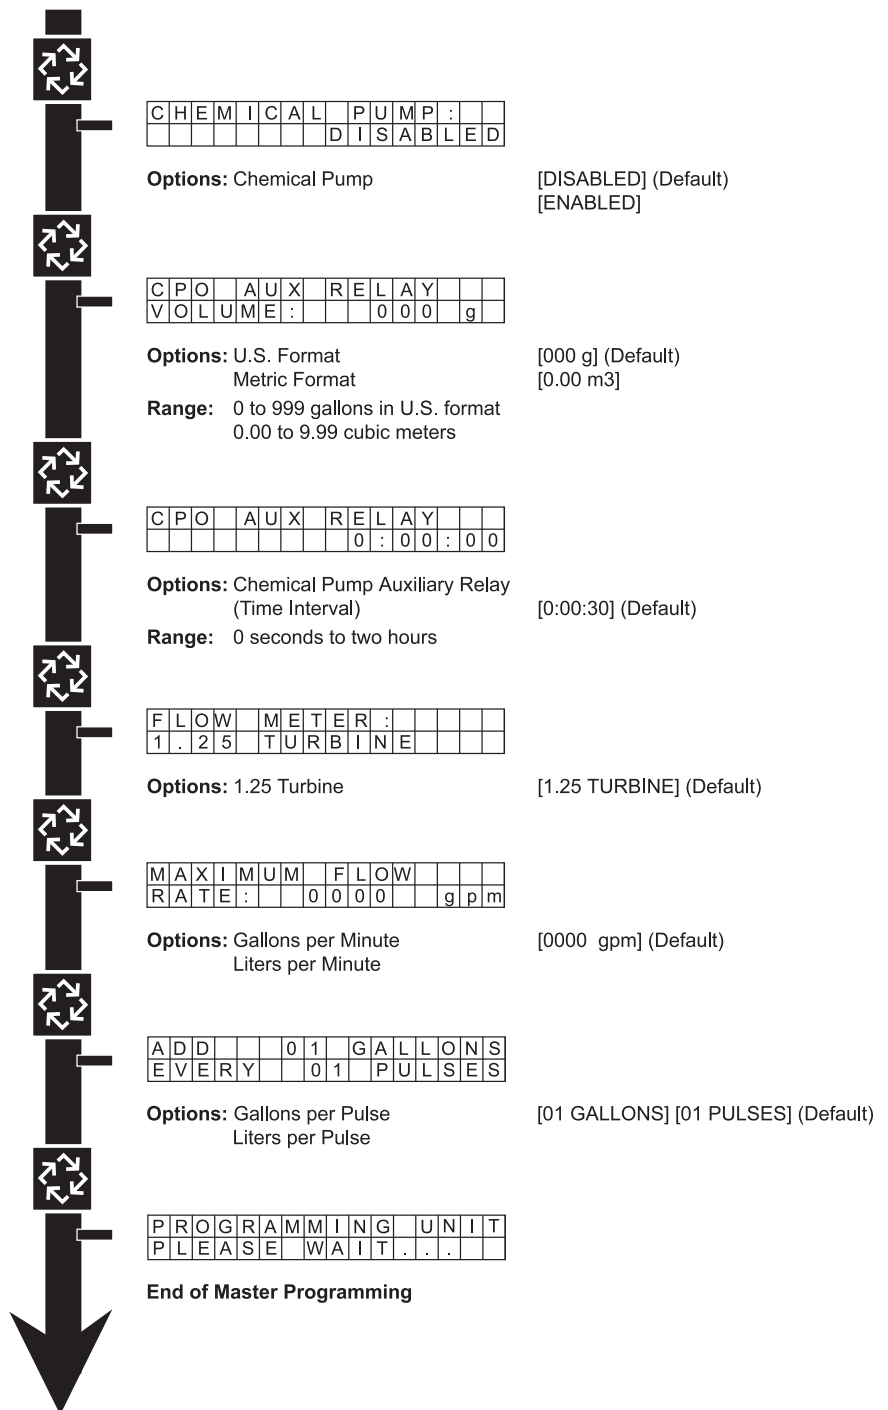 CHEMICAL PUMP:
DISABLED
Options: Chemical Pump [DISABLED] (Default)
[ENABLED]
CPO AUX RELAY
VOLUME: 000 g
Options: U.S. Format [000 g] (Default)
Metric Format [0.00 m3]
Range: 0 to 999 gallons in U.S. format
0.00 to 9.99 cubic meters
CPO AUX RELAY
0:00:00
Options: Chemical Pump Auxiliary Relay
(Time Interval) [0:00:30] (Default)
Range: 0 seconds to two hours
FLOW METER:
1.25 TURBINE
Options: 1.25 Turbine [1.25 TURBINE] (Default)
MAXIMUM FLOW
RATE: 0000 gpm
Options: Gallons per Minute [0000 gpm] (Default)
Liters per Minute
ADD 01 GALLONS
EVERY 01 PULSES
Options: Gallons per Pulse [01 GALLONS] [01 PULSES] (Default)
Liters per Pulse
PROGRAMMING UNIT
PLEASE WAIT...
End of Master Programming